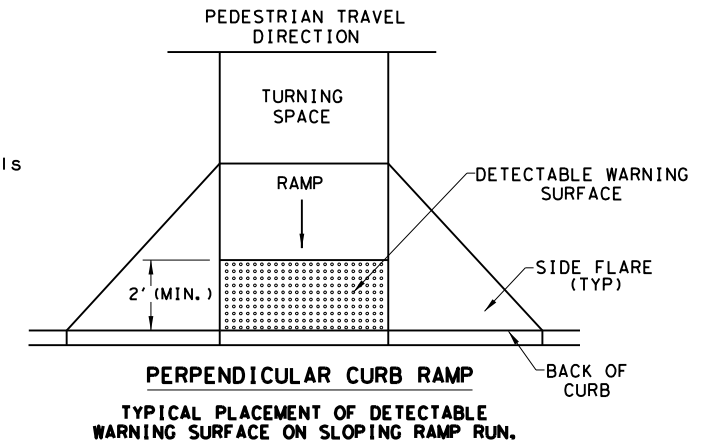 PEDESTRIAN TRAVEL
DIRECTION
TURNING
SPACE
ls
RAMP
DETECTABLE WARNING
SURFACE
SIDE FLARE
(TYP)
2' (MIN.)
BACK OF
CURB
PERPENDICULAR CURB RAMP
TYPICAL PLACEMENT OF DETECTABLE
WARNING SURFACE ON SLOPING RAMP RUN.